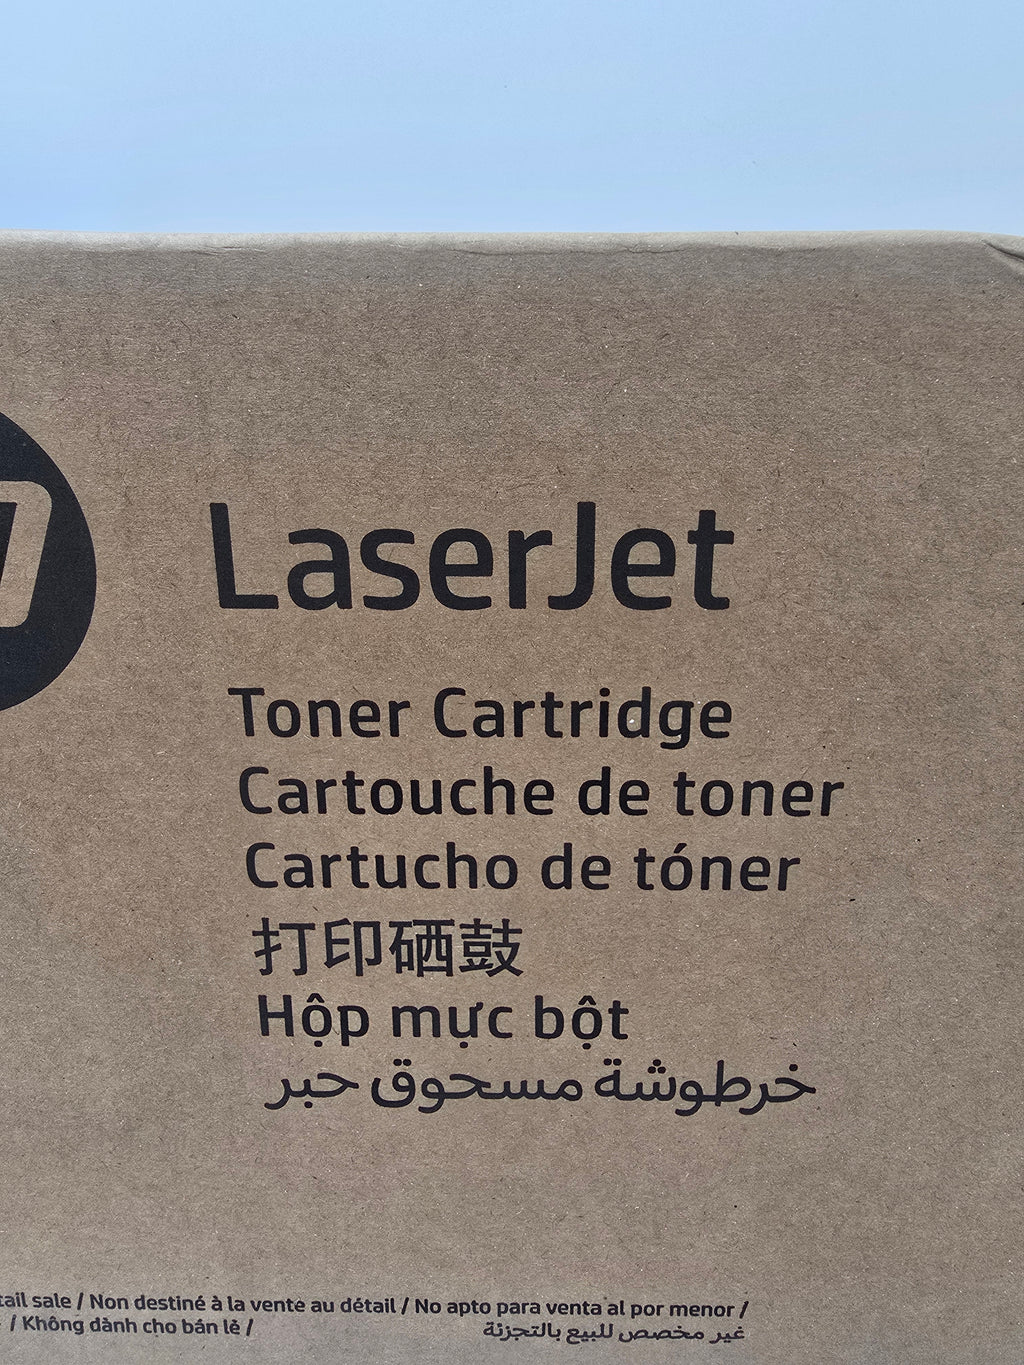 LaserJet
Toner Cartridge
Cartouche de toner
Cartucho de tóner
打印硒鼓
Hộp mực bột
خرطوشة مسحوق حبر
sale / Non destiné à la vente au détail / No apto para venta al por menor /
/ Không dành cho bán lẻ / غير مخصص للبيع بالتجزئة